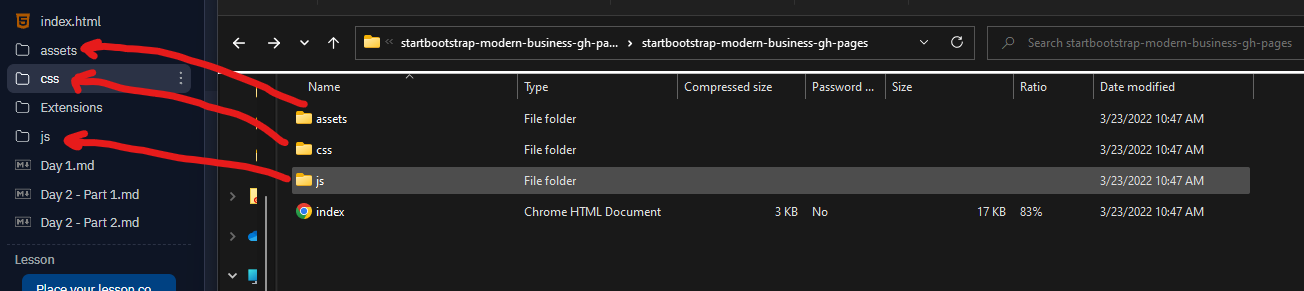 index.html
assets
css
Extensions
js
Day 1.md
Day 2 - Part 1.md
Day 2 - Part 2.md
Lesson
Place your lesson co...
startbootstrap-modern-business-gh-pa... startbootstrap-modern-business-gh-pages Search startbootstrap-modern-business-gh-pages
Name Type Compressed size Password ... Size Ratio Date modified
assets File folder 3/23/2022 10:47 AM
css File folder 3/23/2022 10:47 AM
js File folder 3/23/2022 10:47 AM
index Chrome HTML Document 3 KB No 17 KB 83% 3/23/2022 10:47 AM